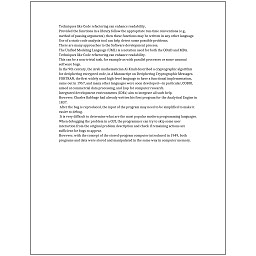 Techniques like Code refactoring can enhance readability.
Provided the functions in a library follow the appropriate run-time conventions (e.g.,
method of passing arguments), then these functions may be written in any other language.
Use of a static code analysis tool can help detect some possible problems.
There are many approaches to the Software development process.
The Unified Modeling Language (UML) is a notation used for both the OOAD and MDA.
Techniques like Code refactoring can enhance readability.
This can be a non-trivial task, for example as with parallel processes or some unusual
software bugs.
In the 9th century, the Arab mathematician Al-Kindi described a cryptographic algorithm
for deciphering encrypted code, in A Manuscript on Deciphering Cryptographic Messages.
FORTRAN, the first widely used high-level language to have a functional implementation,
came out in 1957, and many other languages were soon developed—in particular, COBOL
aimed at commercial data processing, and Lisp for computer research.
Integrated development environments (IDEs) aim to integrate all such help.
However, Charles Babbage had already written his first program for the Analytical Engine in
1837.
After the bug is reproduced, the input of the program may need to be simplified to make it
easier to debug.
It is very difficult to determine what are the most popular modern programming languages.
When debugging the problem in a GUI, the programmer can try to skip some user
interaction from the original problem description and check if remaining actions are
sufficient for bugs to appear.
However, with the concept of the stored-program computer introduced in 1949, both
programs and data were stored and manipulated in the same way in computer memory.